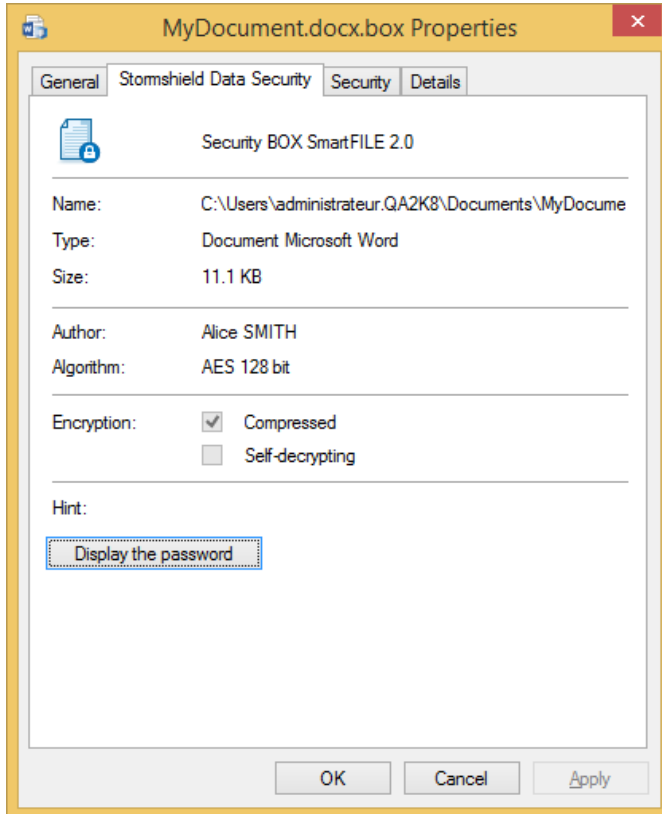 MyDocument.docx.box Properties
General Stormshield Data Security Security Details
Security BOX SmartFILE 2.0
Name: C:\Users\administrateur.QA2K8\Documents\MyDocume
Type: Document Microsoft Word
Size: 11.1 KB
Author: Alice SMITH
Algorithm: AES 128 bit
Encryption: Compressed
Self-decrypting
Hint:
Display the password
OK Cancel Apply